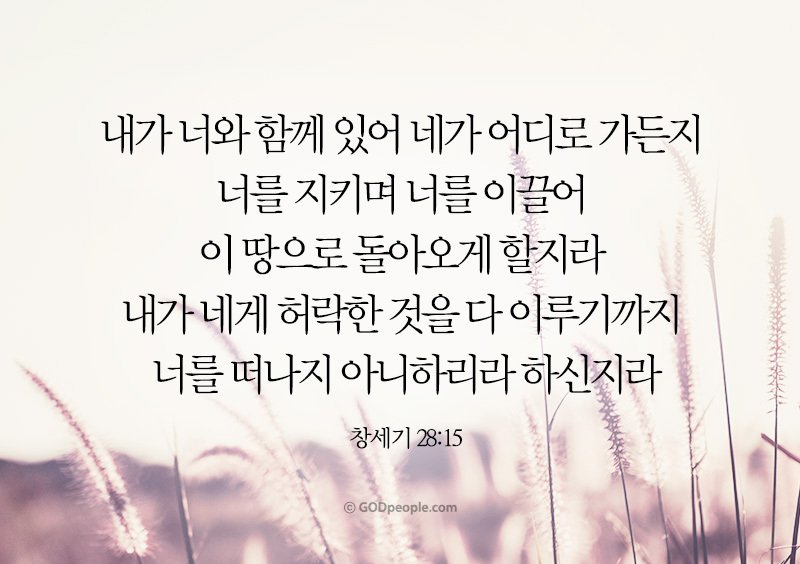 내가 너와 함께 있어 네가 어디로 가든지
너를 지키며 너를 이끌어
이 땅으로 돌아오게 할지라
내가 네게 허락한 것을 다 이루기까지
너를 떠나지 아니하리라 하신지라
창세기 28:15
© GODpeople.com